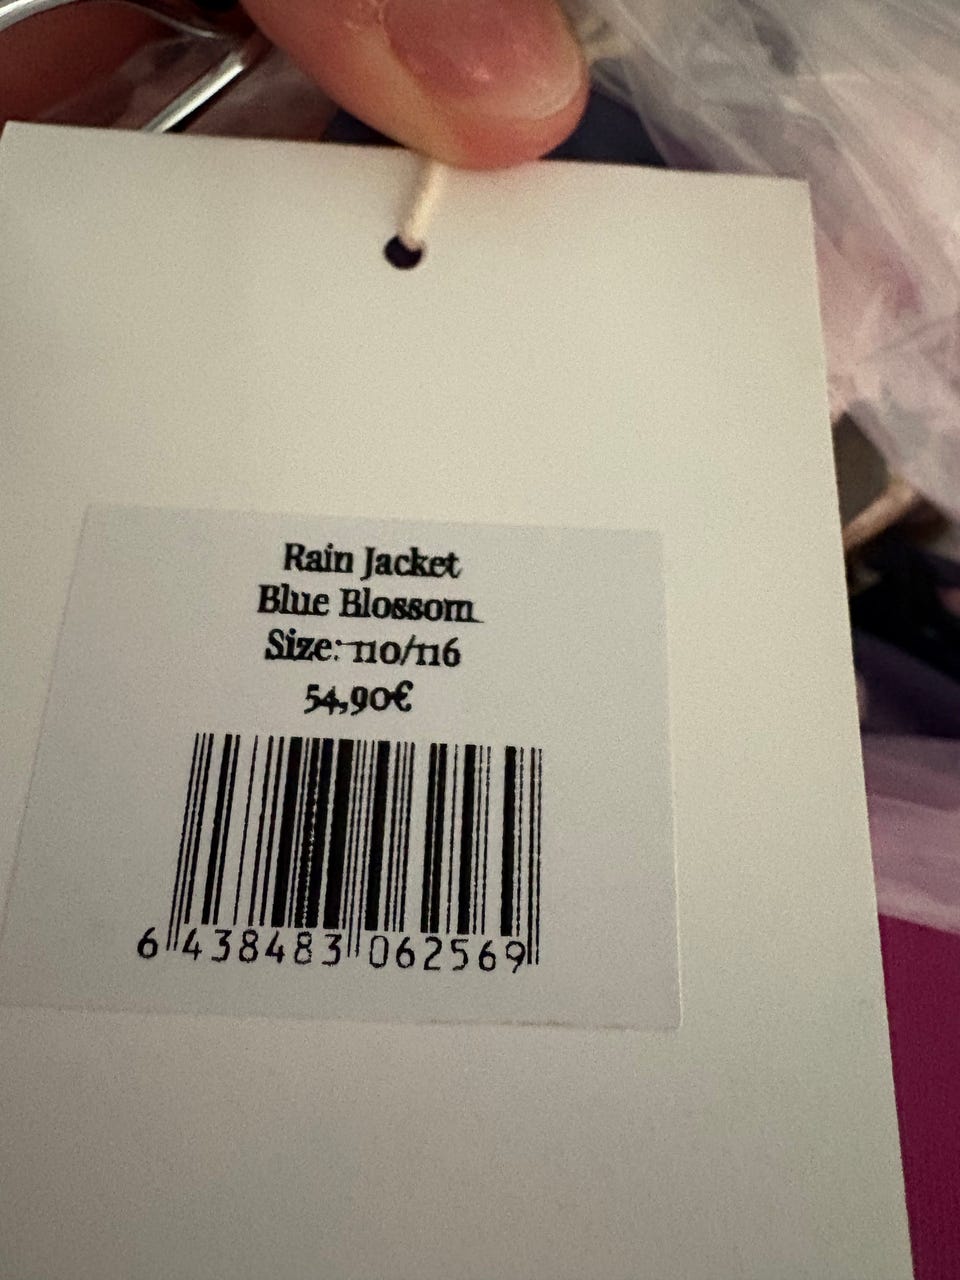 Rain Jacket
Blue Blossom
Size: 110/116
54,90€
6 438483 062569